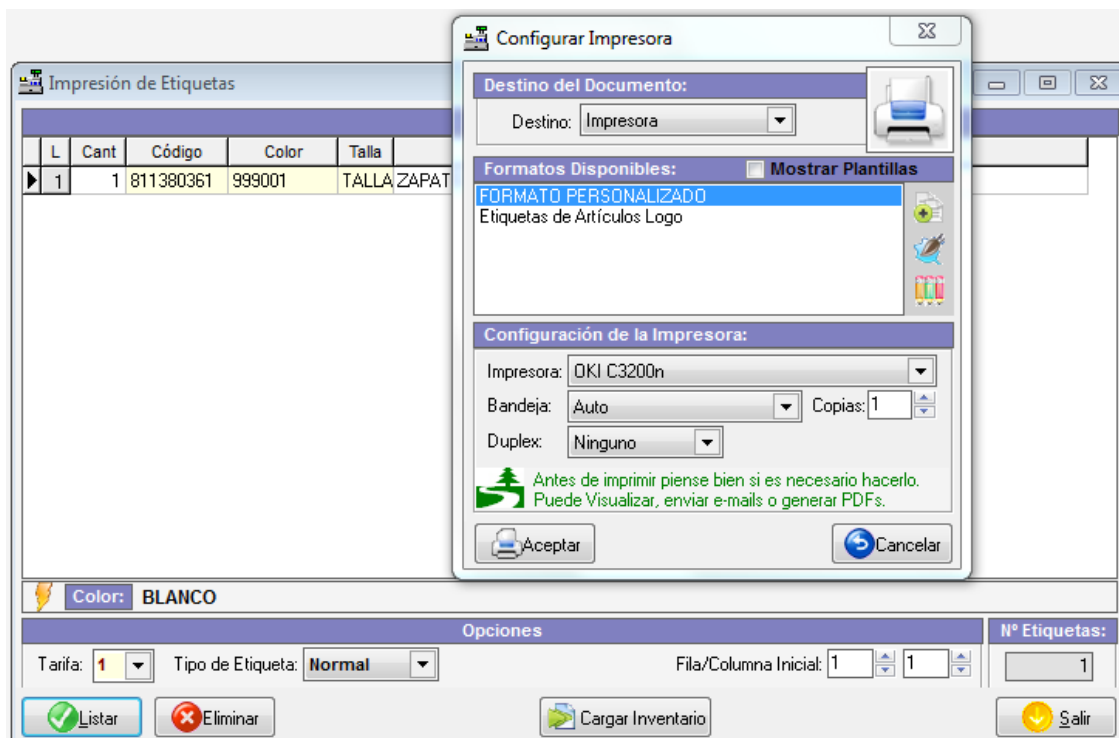 Configurar Impresora
Destino del Documento:
Destino: Impresora
Formatos Disponibles: Mostrar Plantillas
FORMATO PERSONALIZADO
Etiquetas de Artículos Logo
Configuración de la Impresora:
Impresora: OKI C3200n
Bandeja: Auto Copias: 1
Duplex: Ninguno
Antes de imprimir piense bien si es necesario hacerlo.
Puede Visualizar, enviar e-mails o generar PDFs.
Aceptar Cancelar
Impresión de Etiquetas
L Cant Código Color Talla
1 1 811380361 999001 TALLA ZAPAT
Color: BLANCO
Opciones Nº Etiquetas:
Tarifa: 1 Tipo de Etiqueta: Normal Fila/Columna Inicial: 1 1 1
Listar Eliminar Cargar Inventario Salir